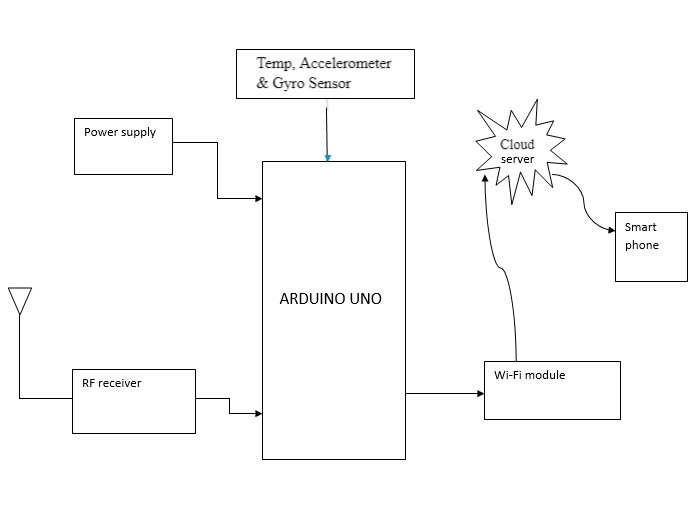 Temp, Accelerometer
& Gyro Sensor
Power supply
Cloud
server
Smart
phone
ARDUINO UNO
RF receiver
Wi-Fi module